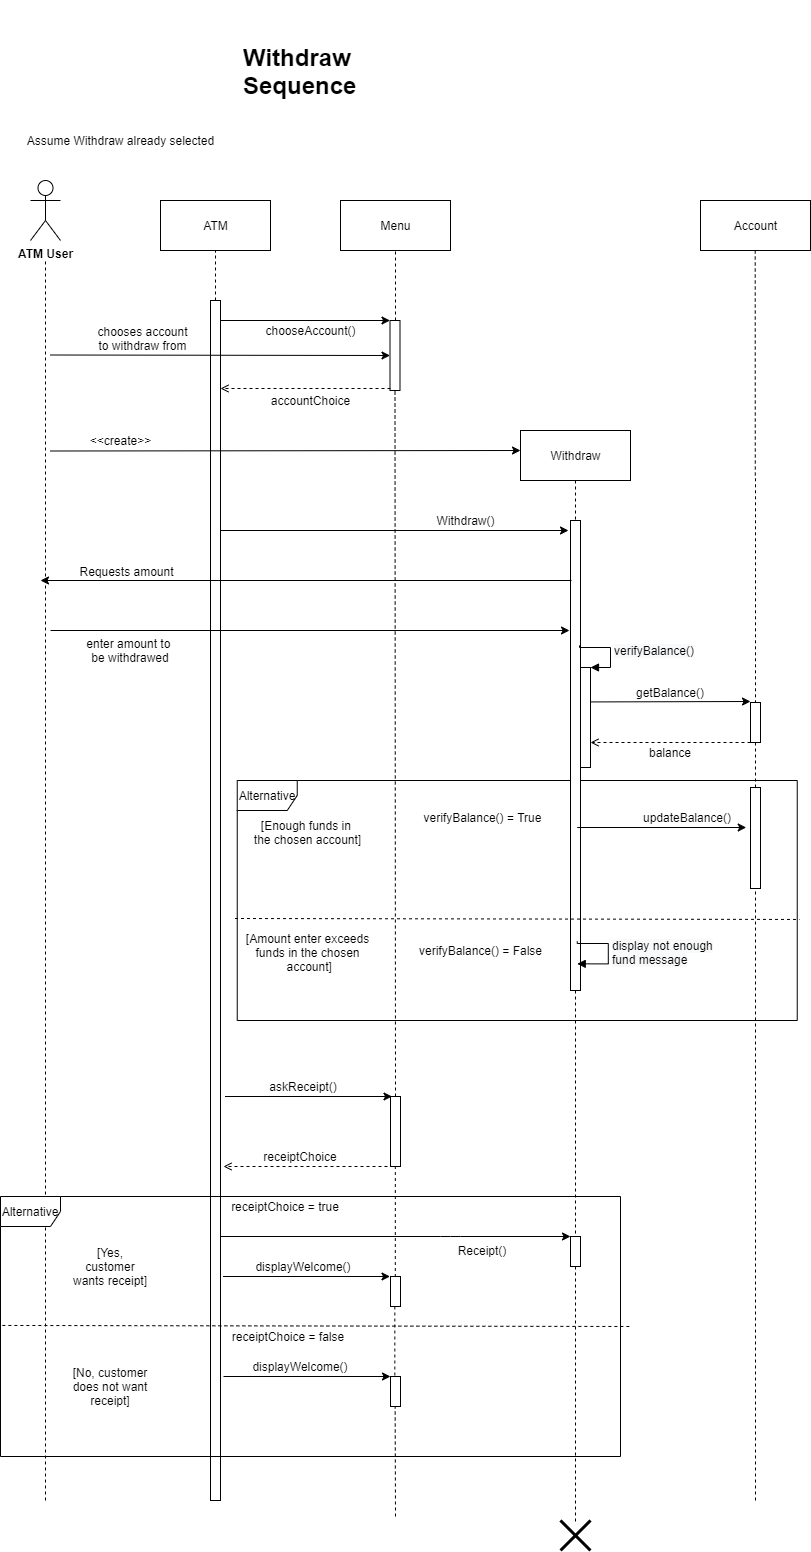 Withdraw
Sequence
Assume Withdraw already selected
ATM User
ATM
Menu
Account
chooses account
to withdraw from
chooseAccount()
accountChoice
<<create>>
Withdraw
Withdraw()
Requests amount
enter amount to
be withdrawed
verifyBalance()
getBalance()
balance
Alternative
[Enough funds in
the chosen account]
verifyBalance() = True
updateBalance()
[Amount enter exceeds
funds in the chosen
account]
verifyBalance() = False
display not enough
fund message
askReceipt()
receiptChoice
Alternative
receiptChoice = true
[Yes,
customer
wants receipt]
Receipt()
displayWelcome()
receiptChoice = false
[No, customer
does not want
receipt]
displayWelcome()